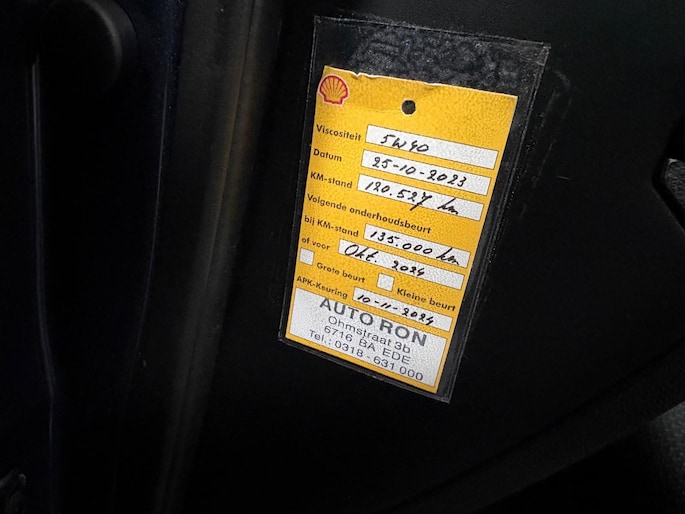 Viscositeit 5W40
Datum 25-10-2023
KM-stand 120.527 km
Volgende onderhoudsbeurt
bij KM-stand 135.000 km
of voor Okt. 2024
Grote beurt Kleine beurt
APK-Keuring 10-11-2024
AUTO RON
Ohmstraat 3b
6716 BA EDE
Tel.: 0318 - 631 000